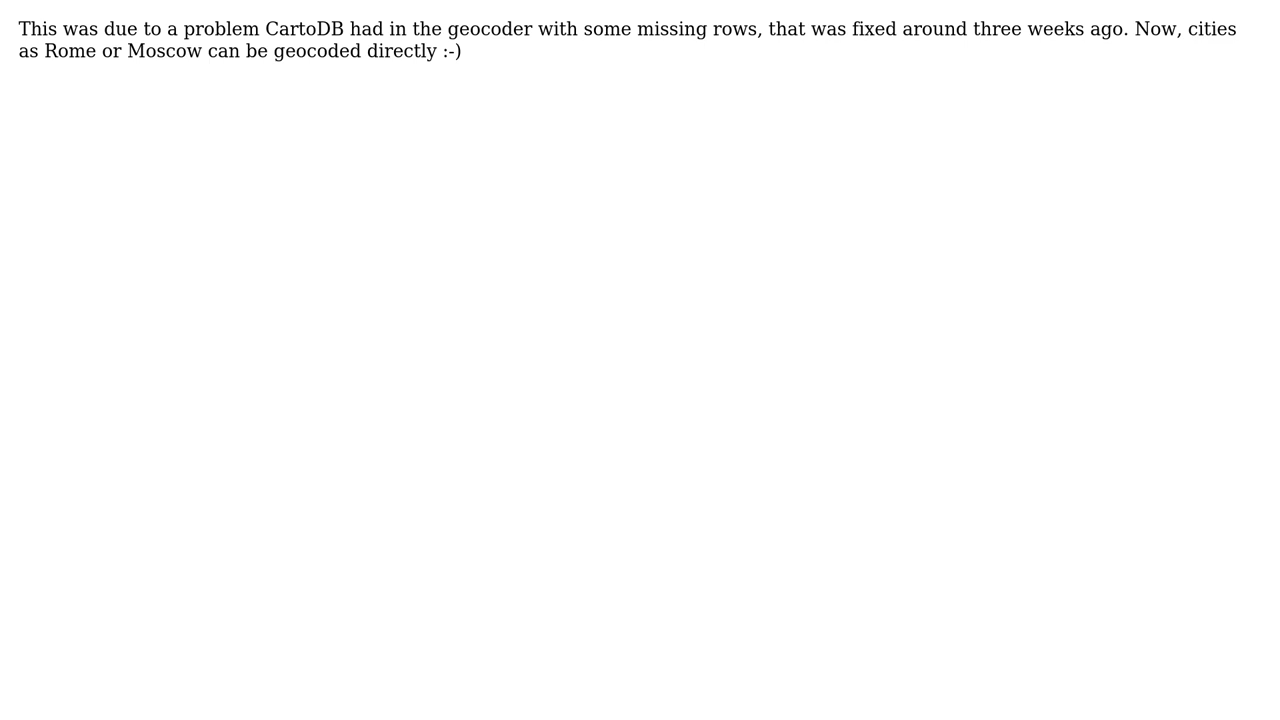 This was due to a problem CartoDB had in the geocoder with some missing rows, that was fixed around three weeks ago. Now, cities
as Rome or Moscow can be geocoded directly :-)